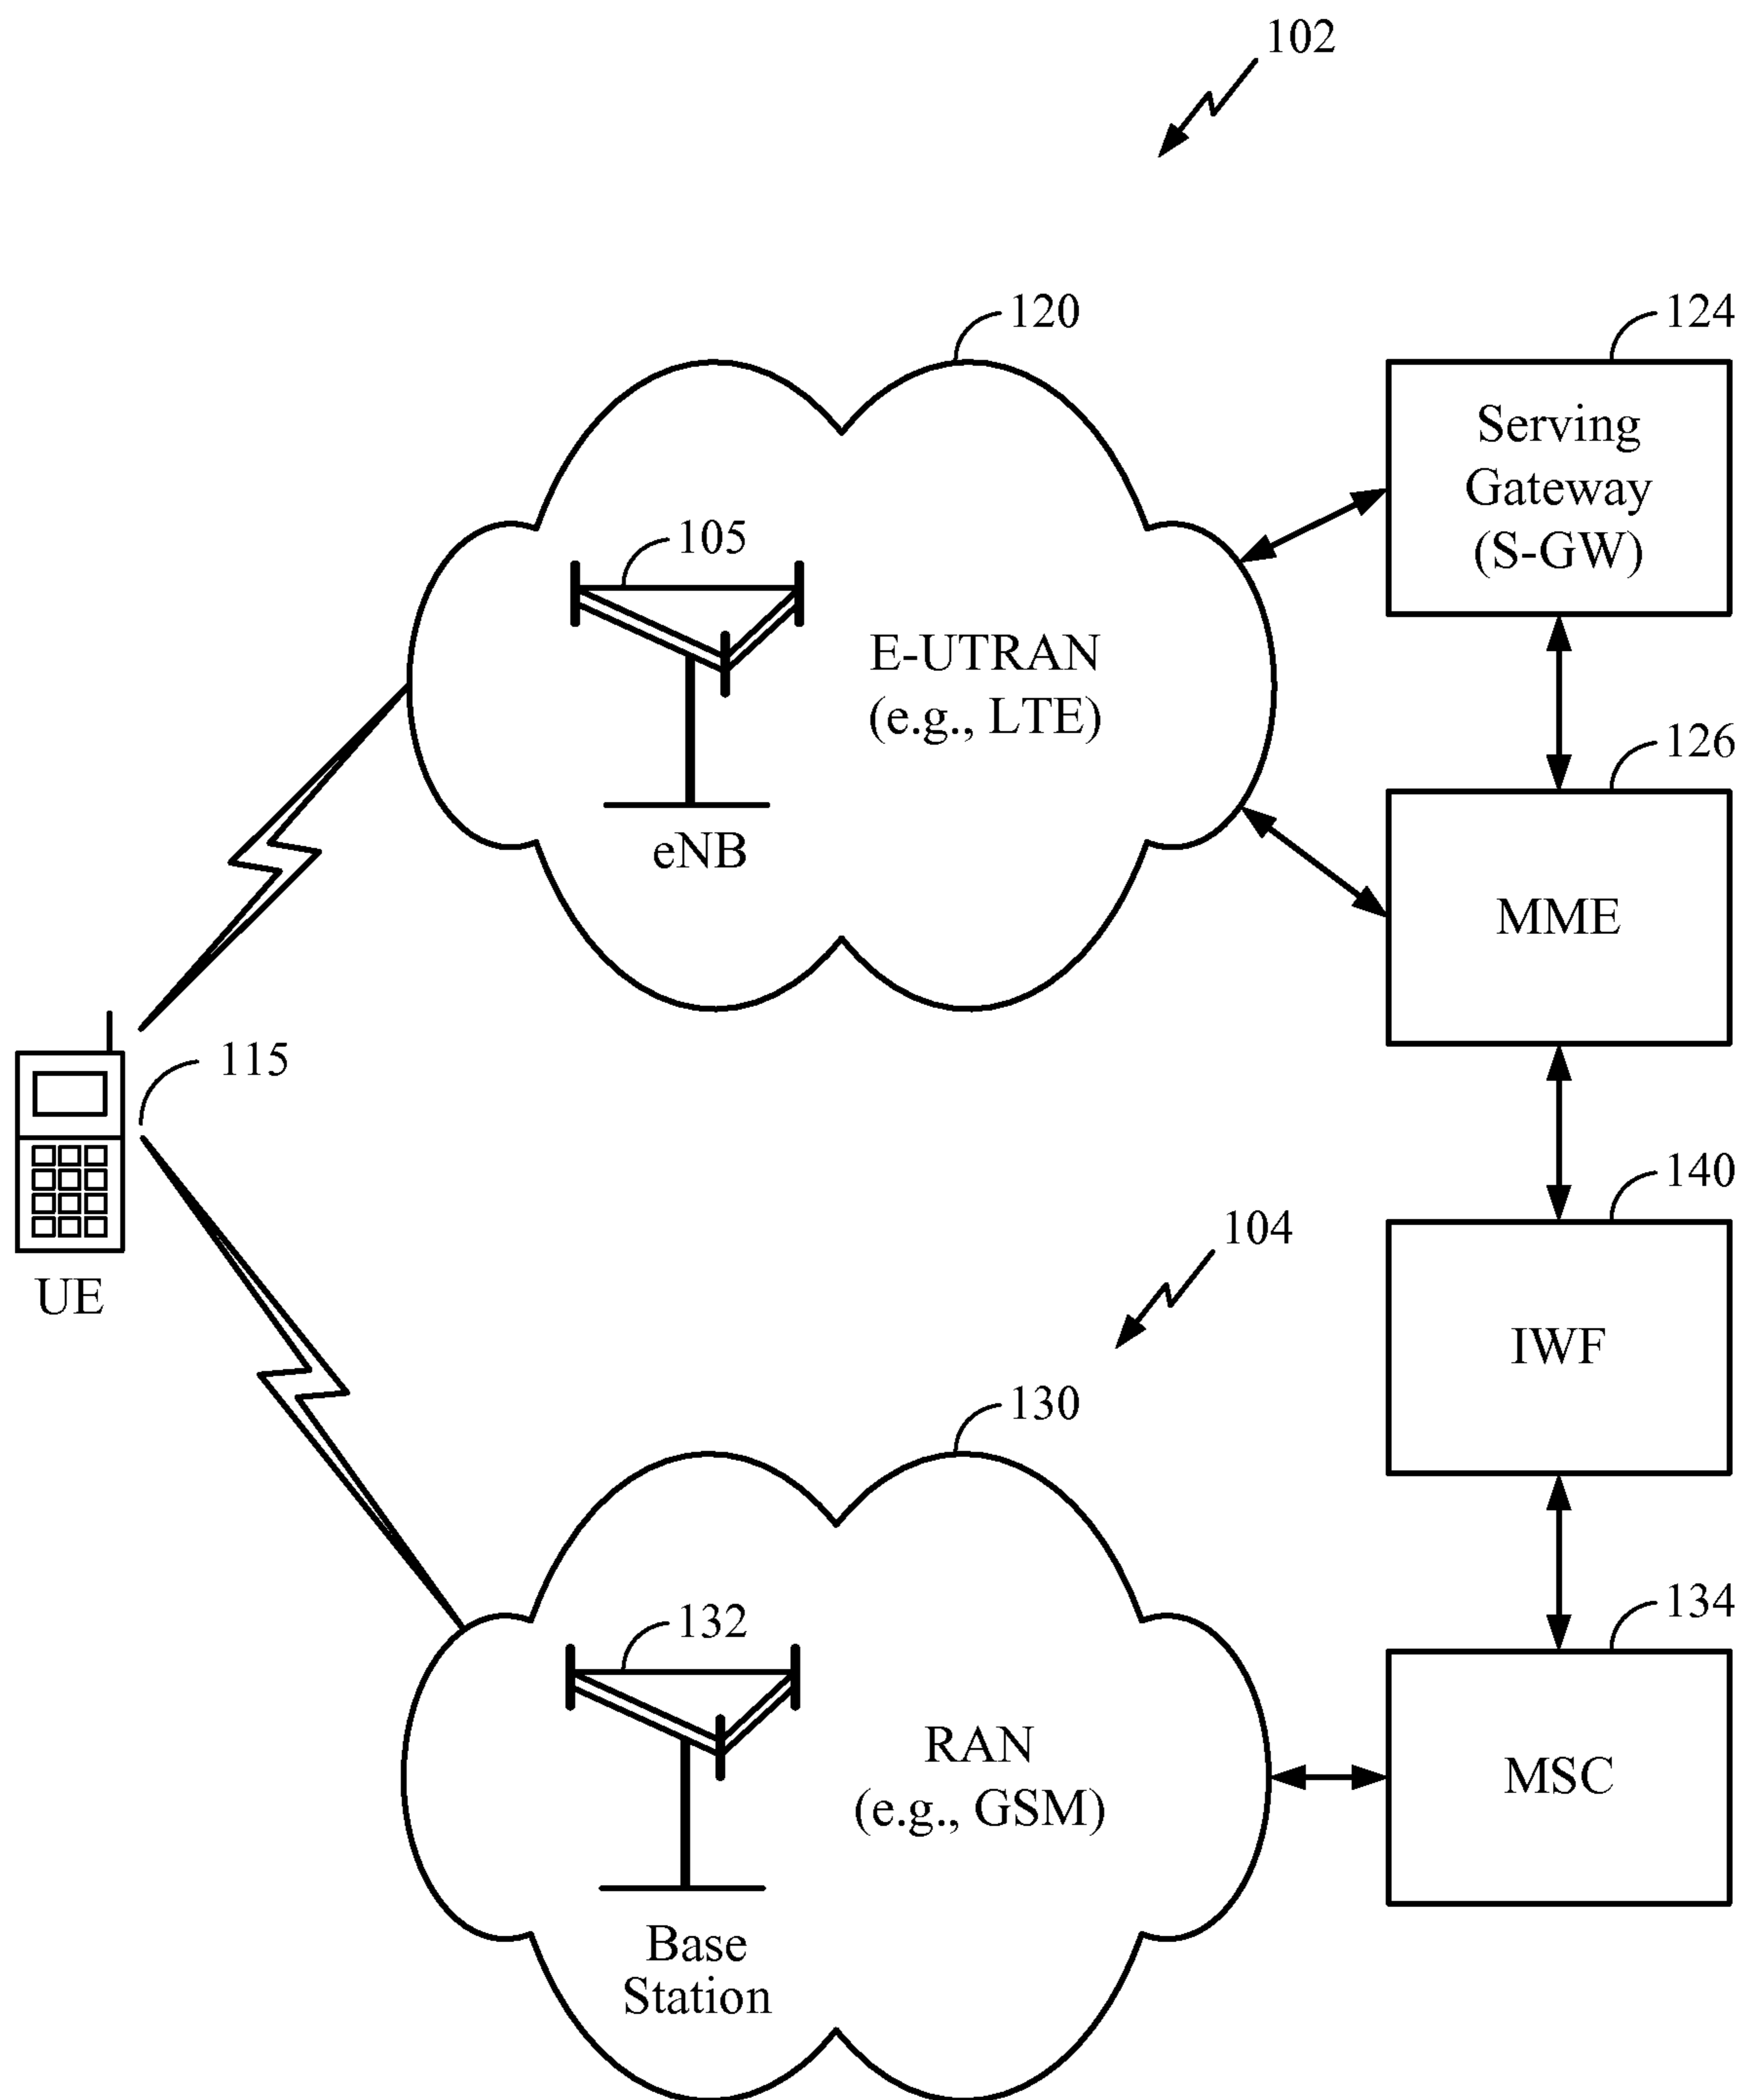 102
120
124
Serving
Gateway
(S-GW)
105
E-UTRAN
(e.g., LTE)
eNB
126
MME
115
UE
140
IWF
104
130
132
RAN
(e.g., GSM)
Base
Station
134
MSC